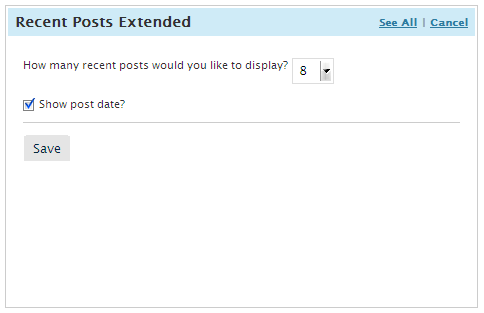 Recent Posts Extended See All | Cancel
How many recent posts would you like to display? 8
Show post date?
Save